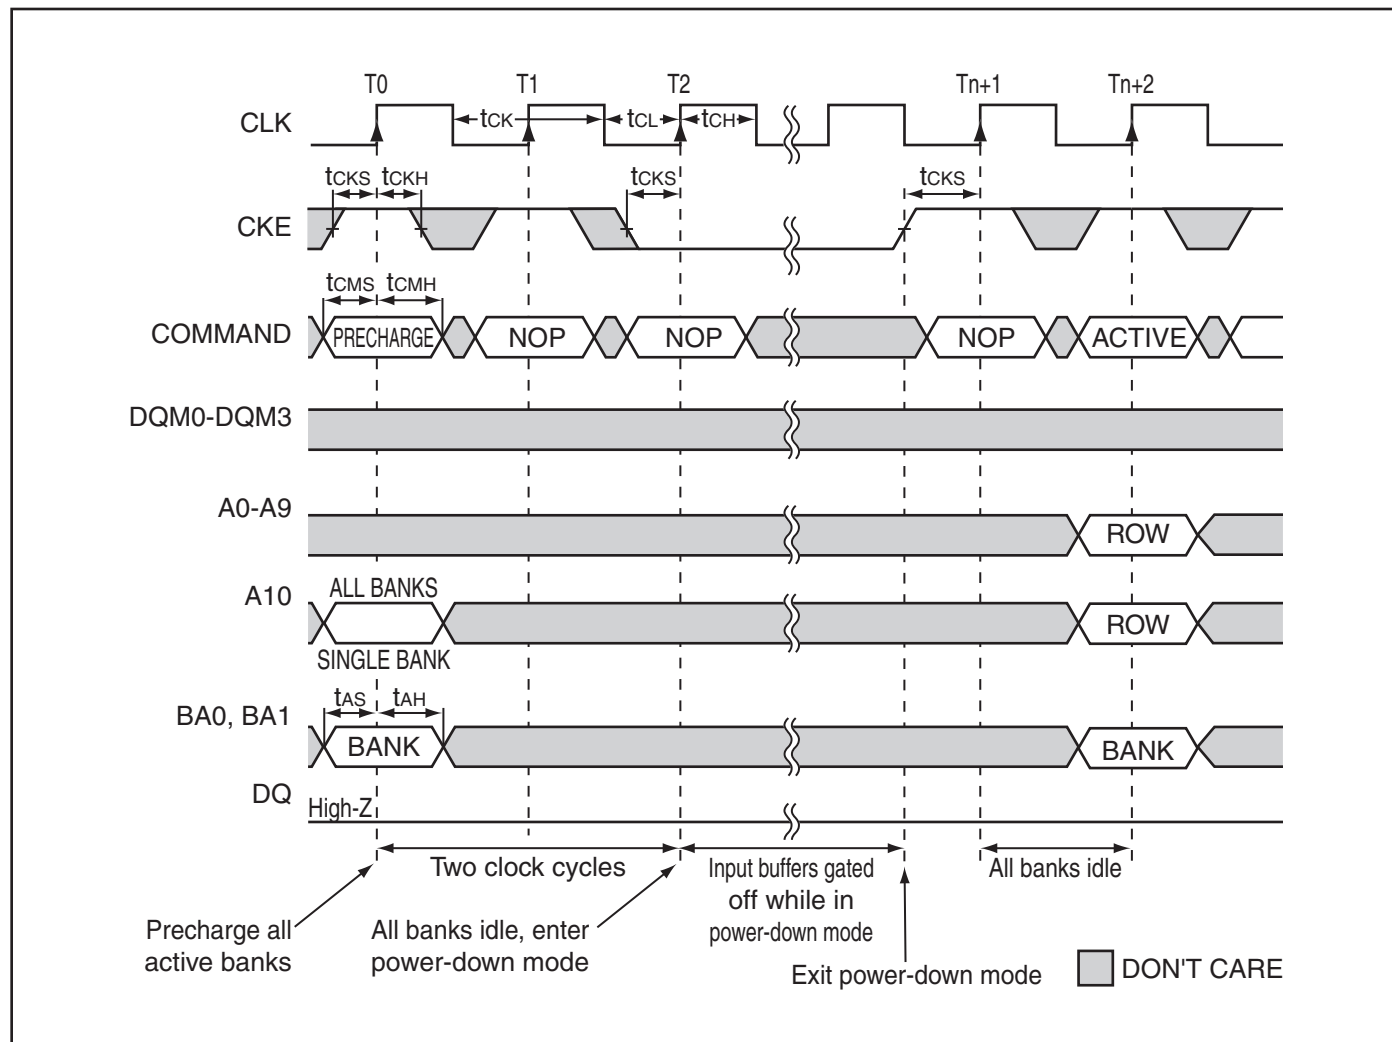 T0 T1 T2 Tn+1 Tn+2
CLK tCK tCL tCH
tCKS tCKH tCKS tCKS
CKE
tCMS tCMH
COMMAND PRECHARGE NOP NOP NOP ACTIVE
DQM0-DQM3
A0-A9 ROW
A10 ALL BANKS ROW
SINGLE BANK
tAS tAH
BA0, BA1 BANK BANK
DQ High-Z
Two clock cycles
Input buffers gated
off while in
power-down mode
All banks idle
Precharge all
active banks
All banks idle, enter
power-down mode
Exit power-down mode
DON'T CARE